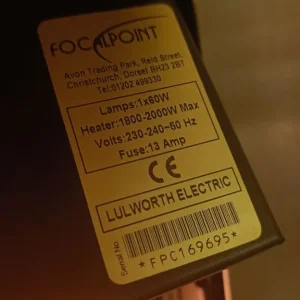 FOCALPOINT
Avon Trading Park, Reid Street,
Christchurch, Dorset BH23 2BT
Tel:01202 499330
Lamps:1x60W
Heater:1800-2000W Max
Volts:230-240~50 Hz
Fuse:13 Amp
CE
LULWORTH ELECTRIC
Serial No.
*FPC169695*